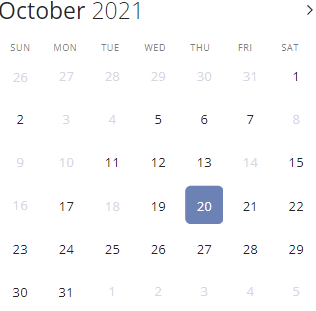 October 2021
SUN MON TUE WED THU FRI SAT
26 27 28 29 30 31 1
2 3 4 5 6 7 8
9 10 11 12 13 14 15
16 17 18 19 20 21 22
23 24 25 26 27 28 29
30 31 1 2 3 4 5